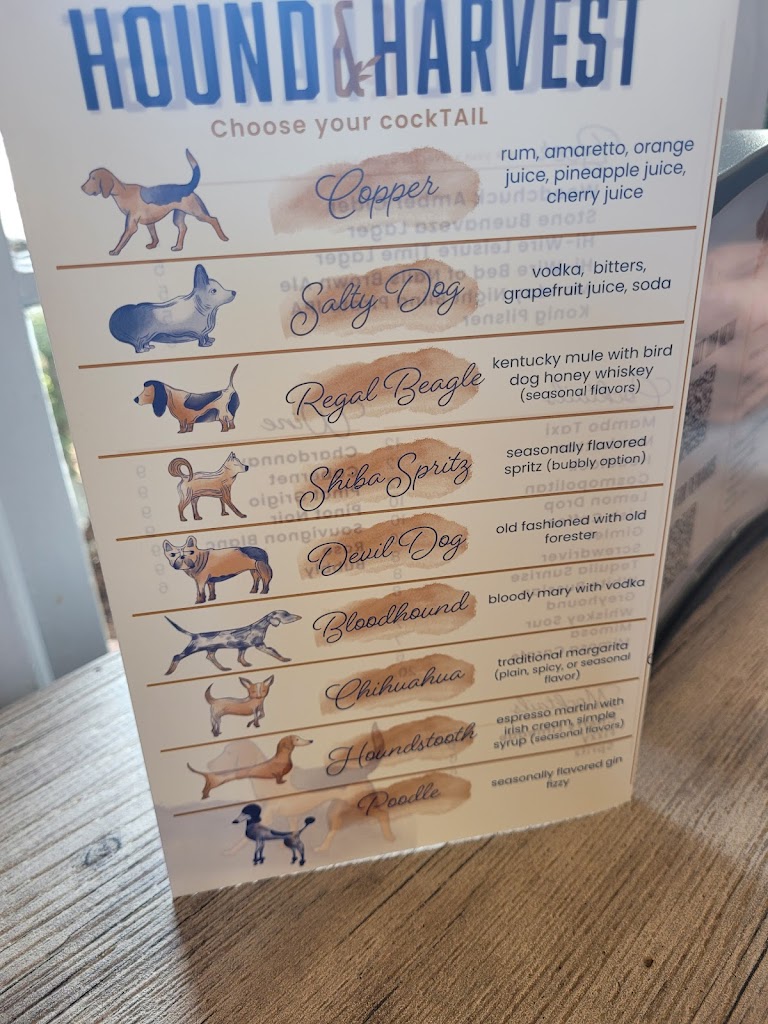 HOUND & HARVEST
Choose your cockTAIL
Copper
rum, amaretto, orange
juice, pineapple juice,
cherry juice
Salty Dog
vodka, bitters,
grapefruit juice, soda
Regal Beagle
kentucky mule with bird
dog honey whiskey
(seasonal flavors)
Shiba Spritz
seasonally flavored
spritz (bubbly option)
Devil Dog
old fashioned with old
forester
Bloodhound
bloody mary with vodka
Chihuahua
traditional margarita
(plain, spicy, or seasonal
flavor)
Houndstooth
espresso martini with
irish cream, simple
syrup (seasonal flavors)
Poodle
seasonally flavored gin
fizzy